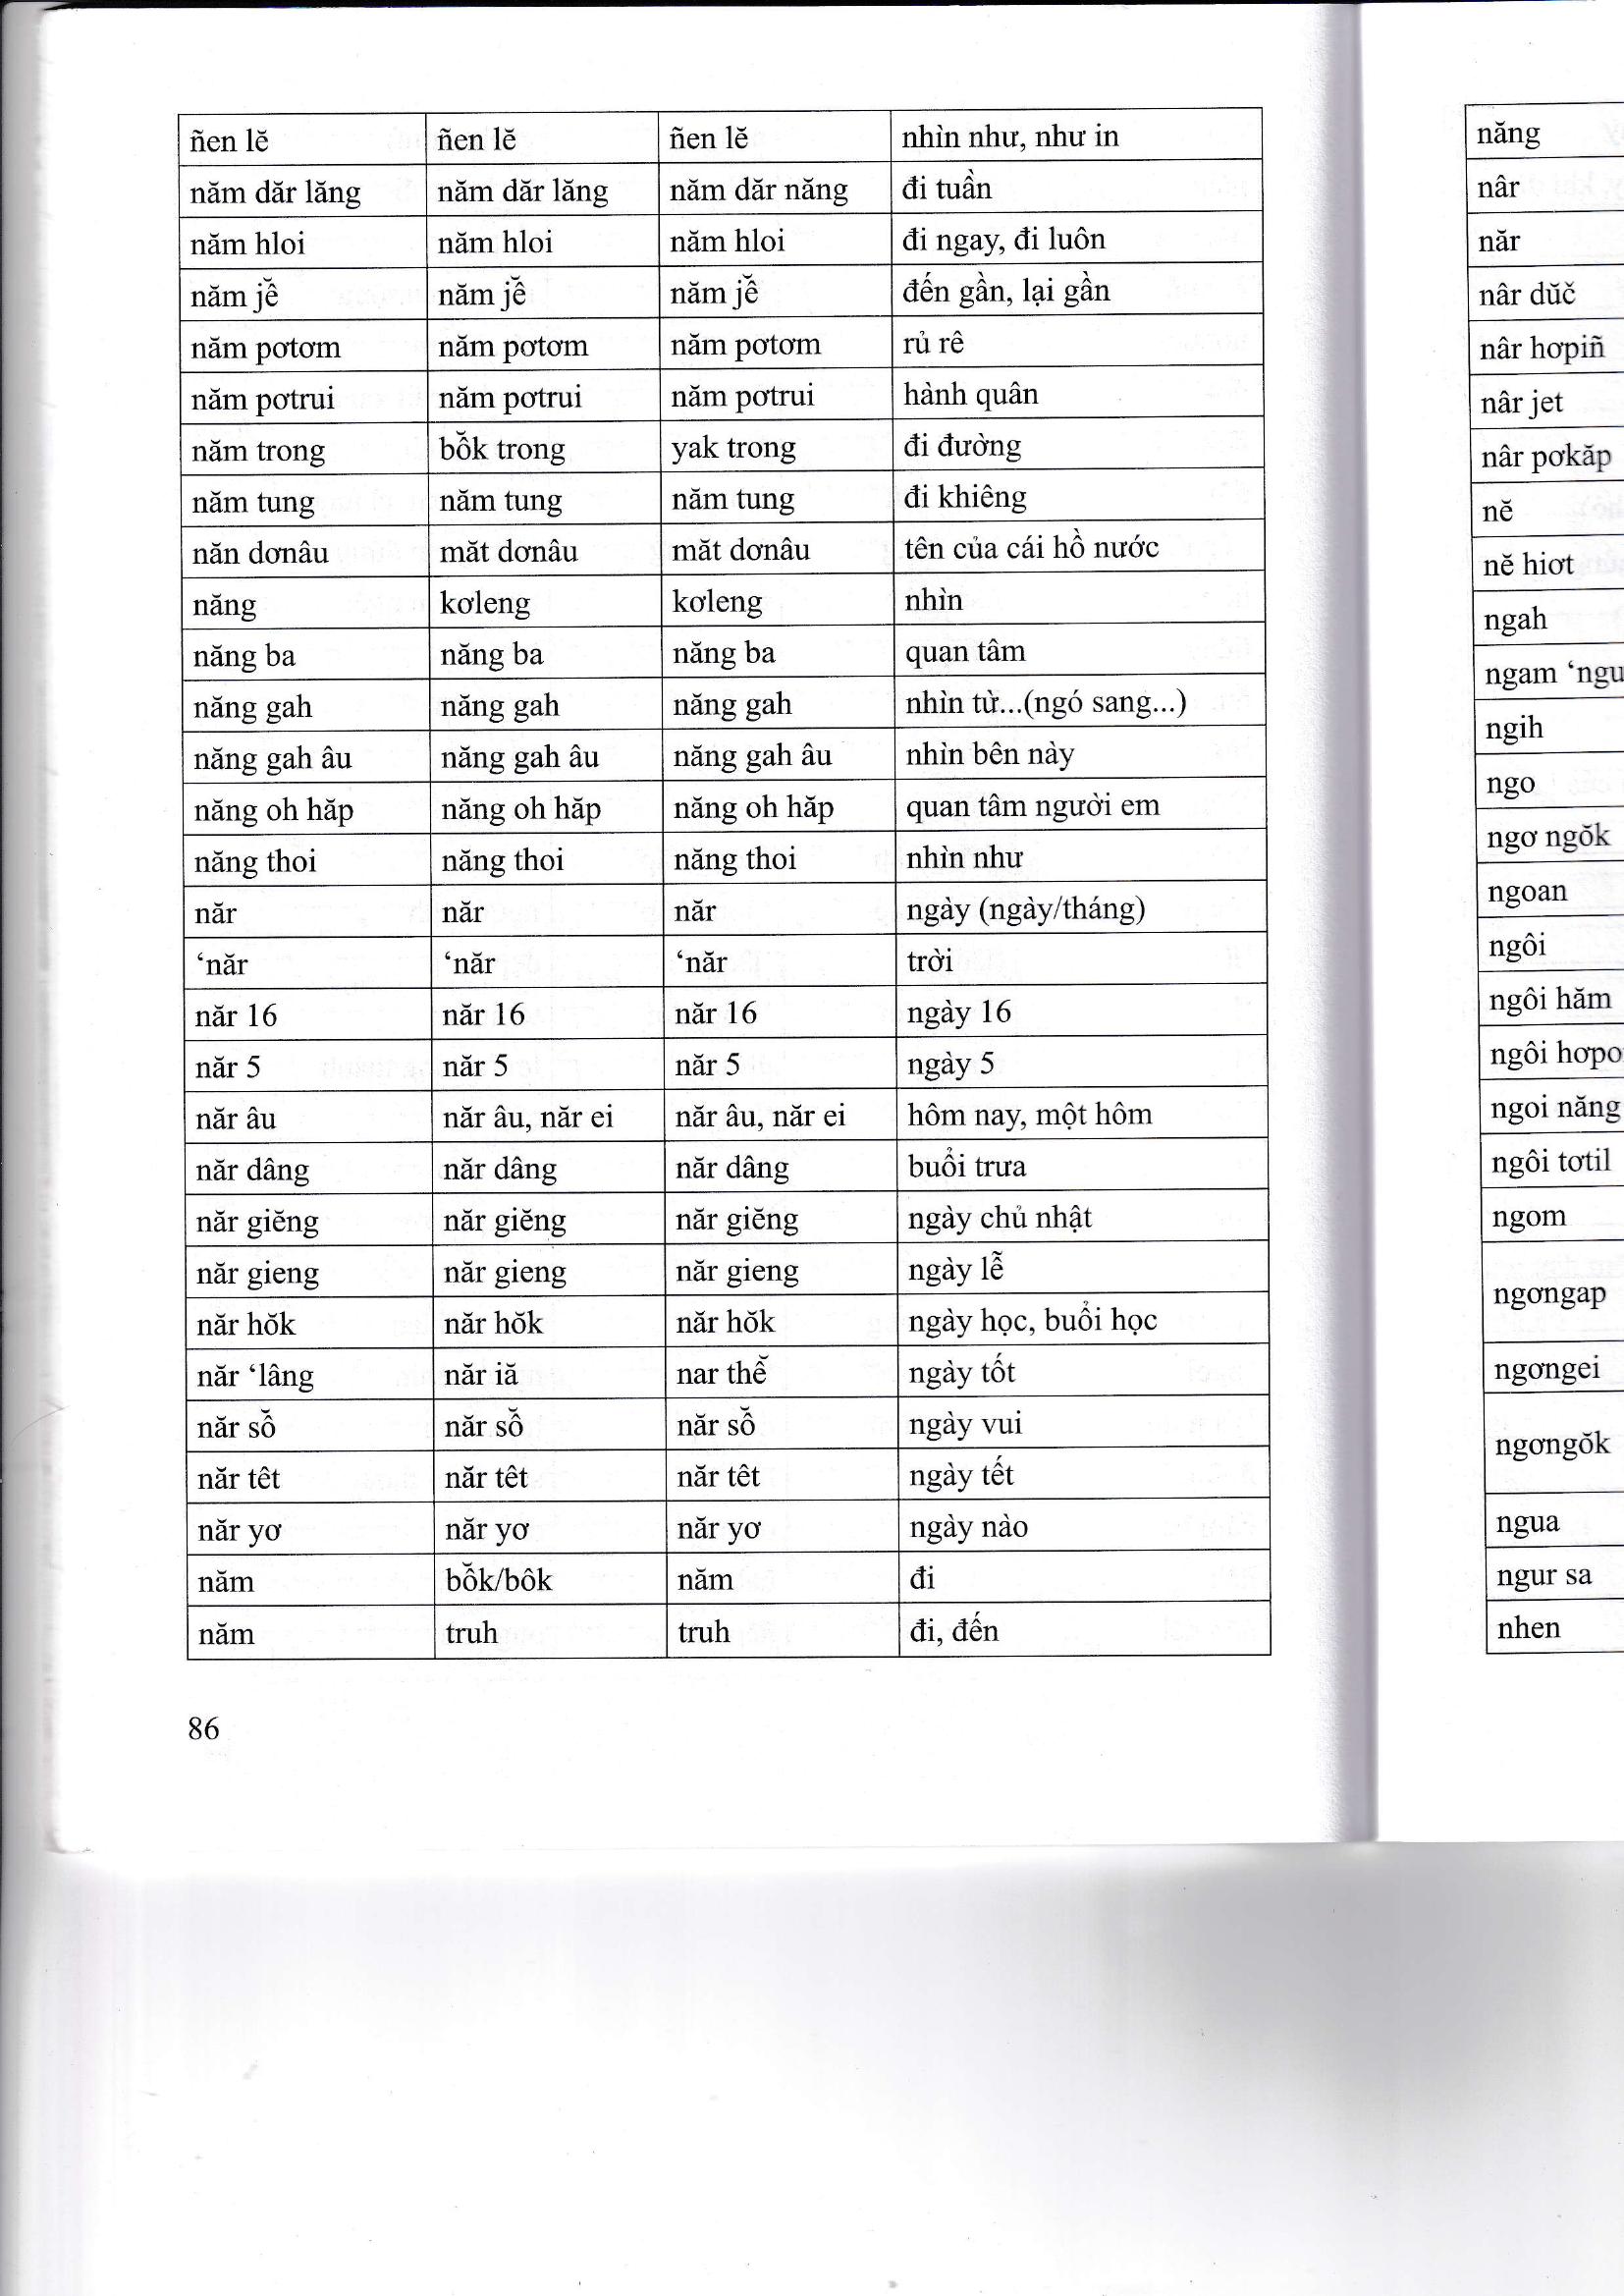 ñen lĕ ñen lĕ ñen lĕ nhìn như, như in
năm dăr lăng năm dăr lăng năm dăr năng đi tuần
năm hloi năm hloi năm hloi đi ngay, đi luôn
năm jê̆ năm jê̆ năm jê̆ đến gần, lại gần
năm pơtơm năm pơtơm năm pơtơm rủ rê
năm pơtrui năm pơtrui năm pơtrui hành quân
năm trong bô̆k trong yak trong đi đường
năm tung năm tung năm tung đi khiêng
năn dơnâu măt dơnâu măt dơnâu tên của cái hồ nước
năng kơleng kơleng nhìn
năng ba năng ba năng ba quan tâm
năng gah năng gah năng gah nhìn từ...(ngó sang...)
năng gah âu năng gah âu năng gah âu nhìn bên này
năng oh hăp năng oh hăp năng oh hăp quan tâm người em
năng thoi năng thoi năng thoi nhìn như
năr năr năr ngày (ngày/tháng)
‘năr ‘năr ‘năr trời
năr 16 năr 16 năr 16 ngày 16
năr 5 năr 5 năr 5 ngày 5
năr âu năr âu, năr ei năr âu, năr ei hôm nay, một hôm
năr dâng năr dâng năr dâng buổi trưa
năr giĕng năr giĕng năr giĕng ngày chủ nhật
năr gieng năr gieng năr gieng ngày lễ
năr hŏk năr hŏk năr hŏk ngày học, buổi học
năr ‘lâng năr iă nar thê̆ ngày tốt
năr sô̆ năr sô̆ năr sô̆ ngày vui
năr têt năr têt năr têt ngày tết
năr yơ năr yơ năr yơ ngày nào
năm bô̆k/bôk năm đi
năm truh truh đi, đến
86
năng
nâr
năr
nâr dŭč
nâr hơpiñ
nâr jet
nâr pơkăp
nĕ
nĕ hiơt
ngah
ngam ‘ngu
ngih
ngo
ngơ ngŏk
ngoan
ngôi
ngôi hăm
ngôi hơpo
ngoi năng
ngôi tơtil
ngom
ngơngap
ngơngei
ngơngŏk
ngua
ngur sa
nhen